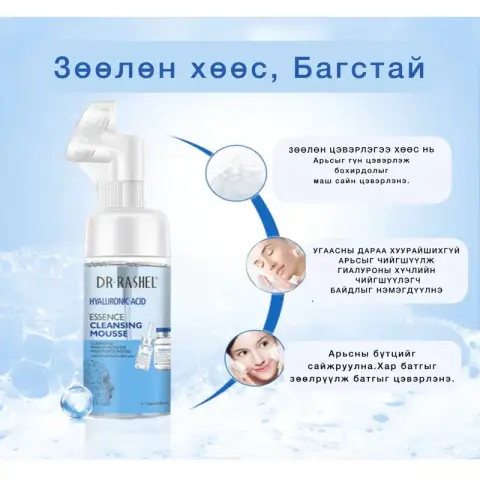 Зөөлөн хөөс, Багстай
ЗӨӨЛӨН ЦЭВЭРЛЭГЭЭ ХӨӨС НЬ
Арьсыг гүн цэвэрлэж
бохирдолыг
маш сайн цэвэрлэнэ.
УГААСНЫ ДАРАА ХУУРАЙШИХГҮЙ
АРЬСЫГ ЧИЙГШҮҮЛЖ
ГИАЛУРОНЫ ХҮЧЛИЙН
ЧИЙГШҮҮЛЭГЧ
БАЙДЛЫГ НЭМЭГДҮҮЛНЭ
Арьсны бүтцийг
сайжруулна.Хар батгыг
зөөлрүүлж батгыг цэвэрлэнэ.
DR·RASHEL
HYALURONIC ACID
ESSENCE
CLEANSING
MOUSSE